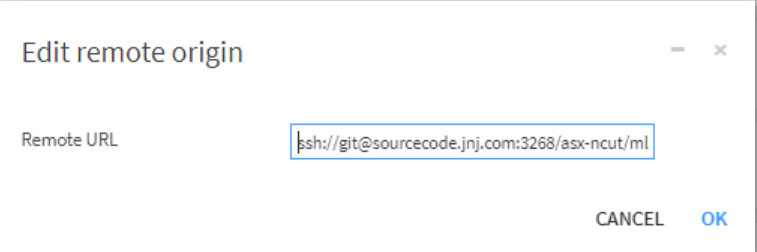 Edit remote origin
Remote URL
ssh://git@sourcecode.jnj.com:3268/asx-ncut/ml
CANCEL OK